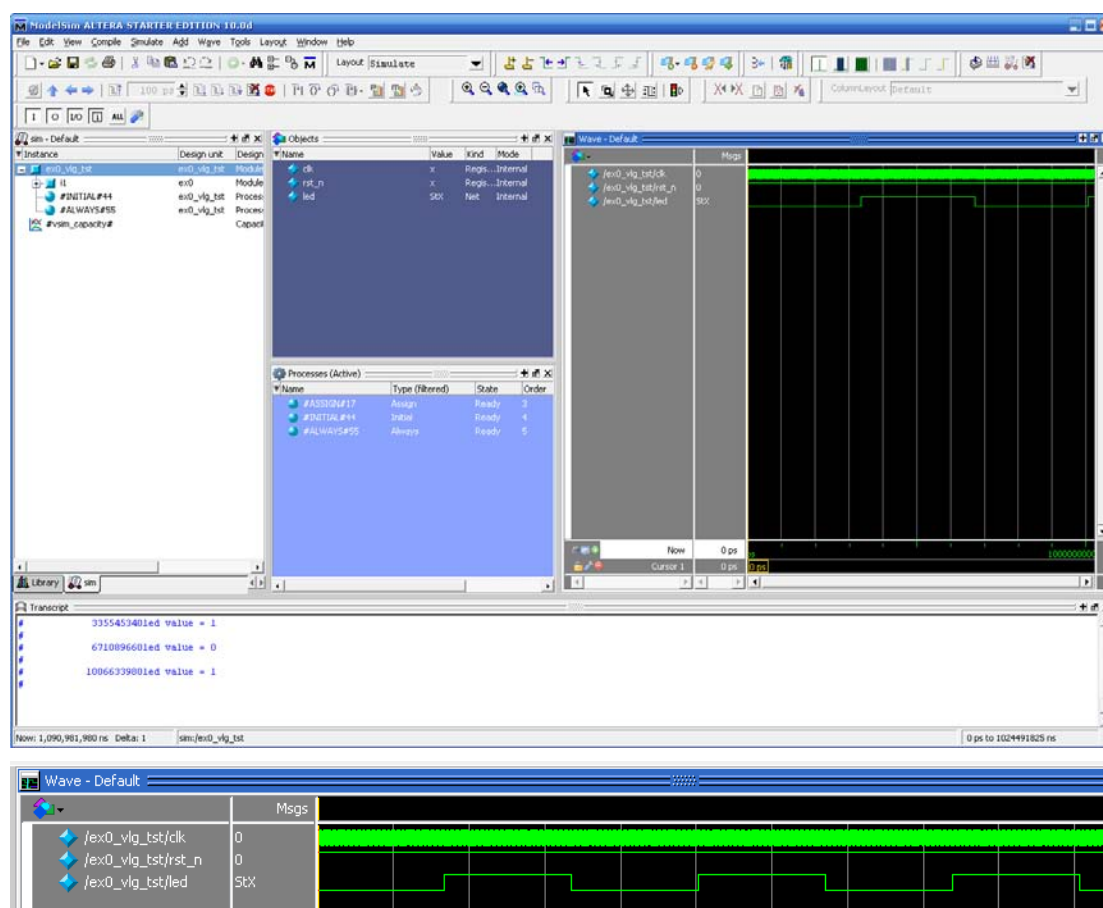 ModelSim ALTERA STARTER EDITION 10.0d
File Edit View Compile Simulate Add Wave Tools Layout Window Help
Layout Simulate
100 ps
ColumnLayout Default
I O I/O ALL
sim - Default
Instance Design unit Design
ex0_vlg_tst ex0_vlg_tst Module
i1 ex0 Module
#INITIAL#44 ex0_vlg_tst Process
#ALWAYS#55 ex0_vlg_tst Process
#vsim_capacity# Capacit
Library sim
Objects
Name Value Kind Mode
clk x Regis... Internal
rst_n x Regis... Internal
led StX Net Internal
Processes (Active)
Name Type (filtered) State Order
#ASSIGN#17 Assign Ready 3
#INITIAL#44 Initial Ready 4
#ALWAYS#55 Always Ready 5
Wave - Default
Msgs
/ex0_vlg_tst/clk 0
/ex0_vlg_tst/rst_n 0
/ex0_vlg_tst/led StX
Now 0 ps
Cursor 1 0 ps 0 ps
Transcript
# 335545340led value = 1
#
# 671089660led value = 0
#
# 1006633980led value = 1
#
Now: 1,090,981,980 ns Delta: 1 sim:/ex0_vlg_tst 0 ps to 1024491825 ns
Wave - Default
Msgs
/ex0_vlg_tst/clk 0
/ex0_vlg_tst/rst_n 0
/ex0_vlg_tst/led StX